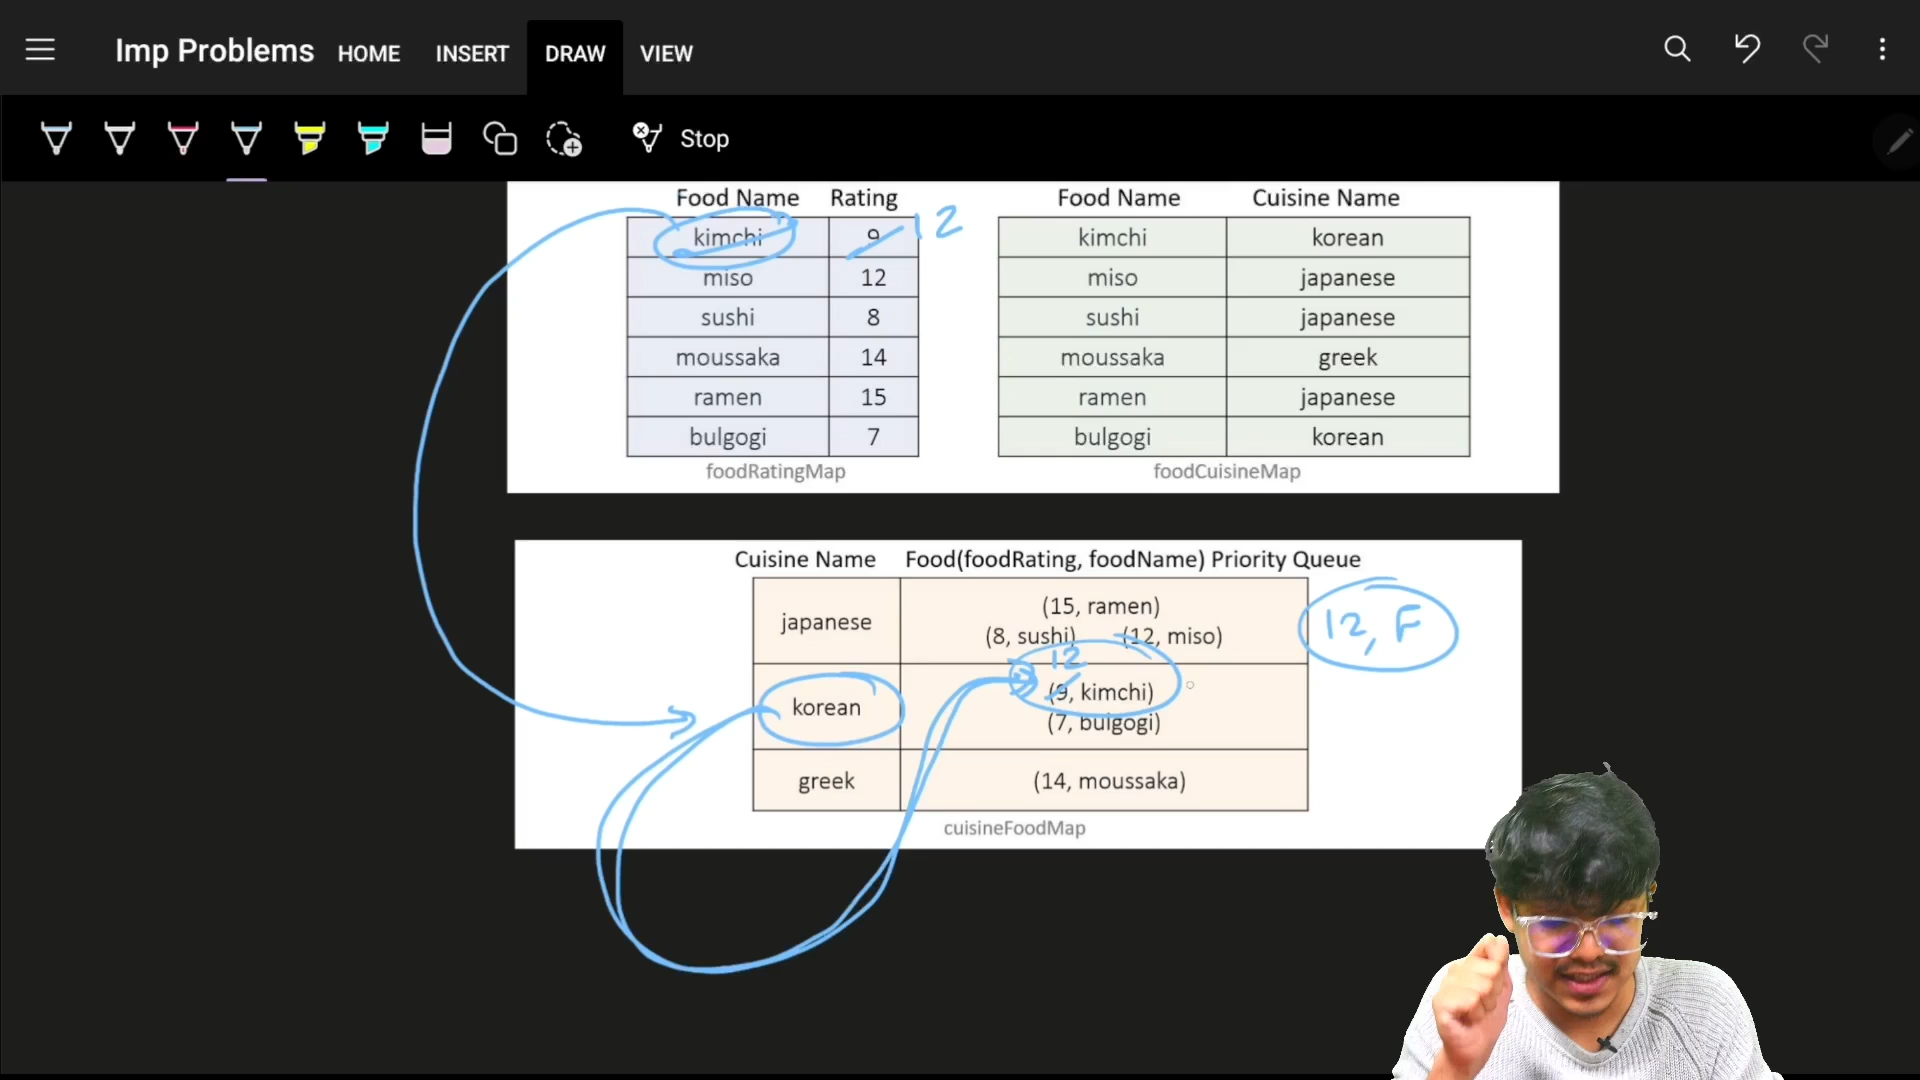 Imp Problems HOME INSERT DRAW VIEW
Stop
Food Name Rating
kimchi 9 12
miso 12
sushi 8
moussaka 14
ramen 15
bulgogi 7
foodRatingMap
Food Name Cuisine Name
kimchi korean
miso japanese
sushi japanese
moussaka greek
ramen japanese
bulgogi korean
foodCuisineMap
Cuisine Name Food(foodRating, foodName) Priority Queue
japanese (15, ramen)
(8, sushi) (12, miso)
12, F
12
korean (9, kimchi)
(7, bulgogi)
greek (14, moussaka)
cuisineFoodMap